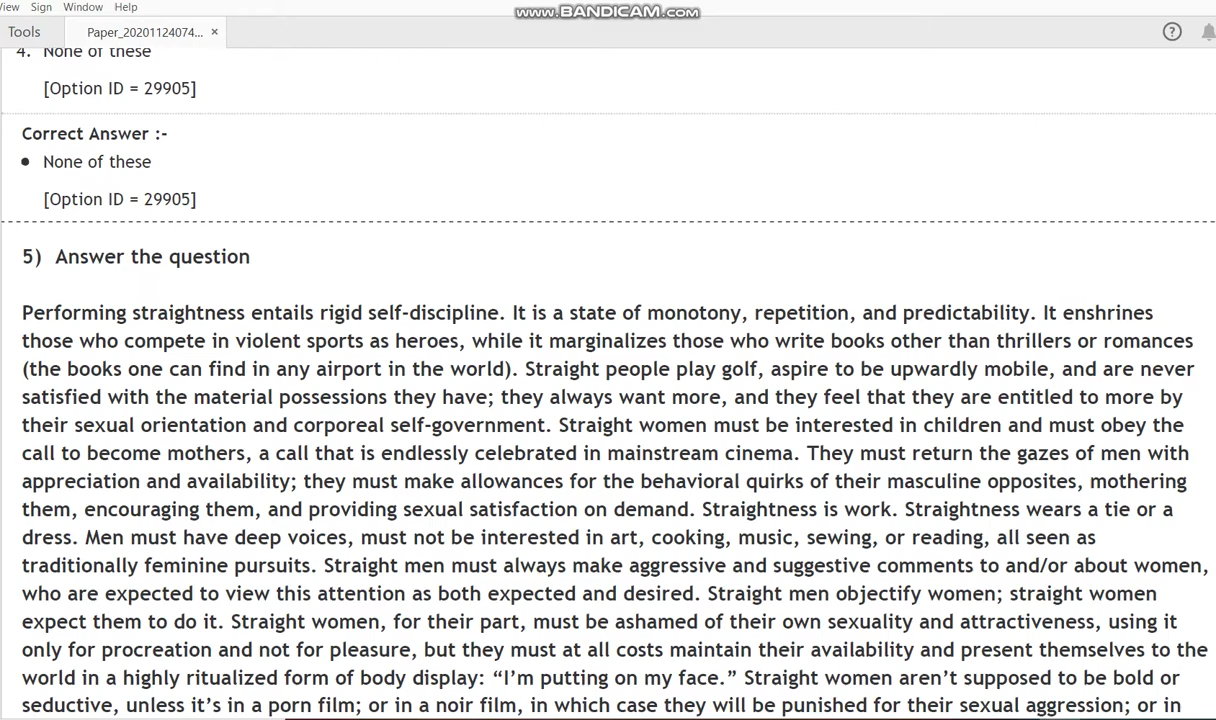 View Sign Window Help
www.BANDICAM.com
Tools Paper_20201124074... × ?
4. None of these
[Option ID = 29905]
Correct Answer :-
• None of these
[Option ID = 29905]
5) Answer the question
Performing straightness entails rigid self-discipline. It is a state of monotony, repetition, and predictability. It enshrines
those who compete in violent sports as heroes, while it marginalizes those who write books other than thrillers or romances
(the books one can find in any airport in the world). Straight people play golf, aspire to be upwardly mobile, and are never
satisfied with the material possessions they have; they always want more, and they feel that they are entitled to more by
their sexual orientation and corporeal self-government. Straight women must be interested in children and must obey the
call to become mothers, a call that is endlessly celebrated in mainstream cinema. They must return the gazes of men with
appreciation and availability; they must make allowances for the behavioral quirks of their masculine opposites, mothering
them, encouraging them, and providing sexual satisfaction on demand. Straightness is work. Straightness wears a tie or a
dress. Men must have deep voices, must not be interested in art, cooking, music, sewing, or reading, all seen as
traditionally feminine pursuits. Straight men must always make aggressive and suggestive comments to and/or about women,
who are expected to view this attention as both expected and desired. Straight men objectify women; straight women
expect them to do it. Straight women, for their part, must be ashamed of their own sexuality and attractiveness, using it
only for procreation and not for pleasure, but they must at all costs maintain their availability and present themselves to the
world in a highly ritualized form of body display: “I’m putting on my face.” Straight women aren’t supposed to be bold or
seductive, unless it’s in a porn film; or in a noir film, in which case they will be punished for their sexual aggression; or in